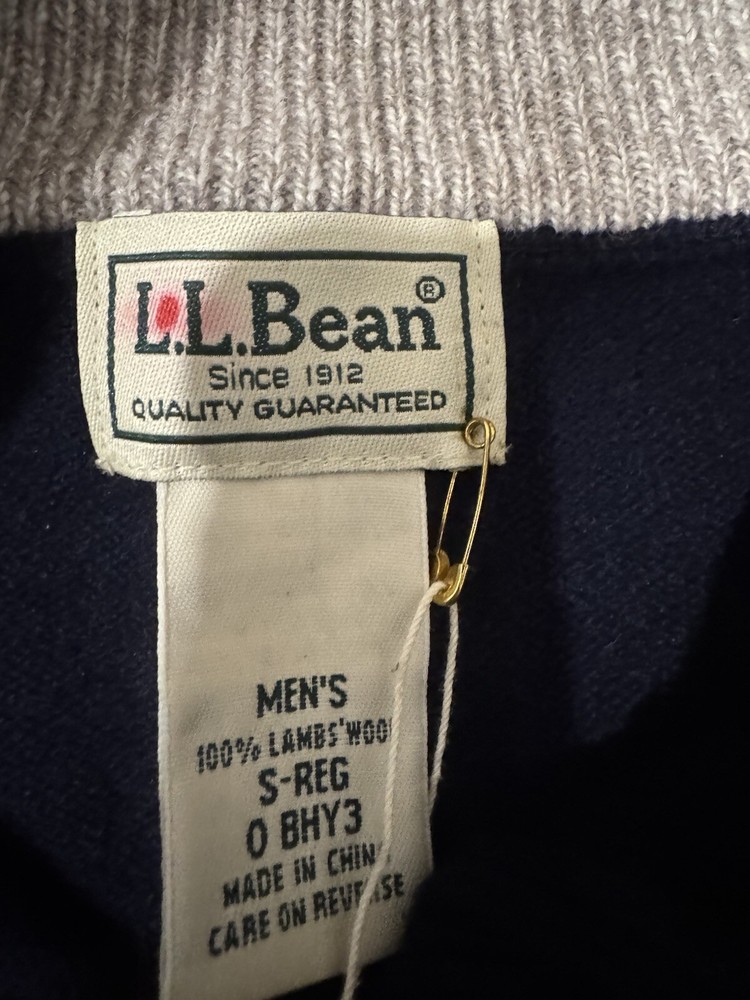 L.L.Bean®
Since 1912
QUALITY GUARANTEED
MEN'S
100% LAMBS'WOOL
S-REG
0 BHY3
MADE IN CHINA
CARE ON REVERSE